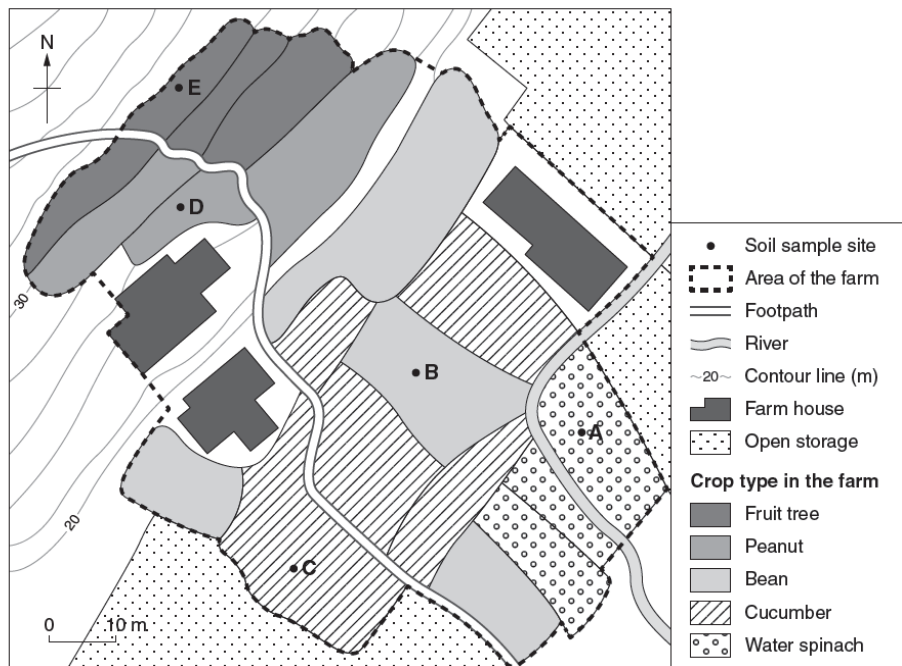 N
E
D
B
A
C
30
20
0 10 m
Soil sample site
Area of the farm
Footpath
River
~20~ Contour line (m)
Farm house
Open storage
Crop type in the farm
Fruit tree
Peanut
Bean
Cucumber
Water spinach